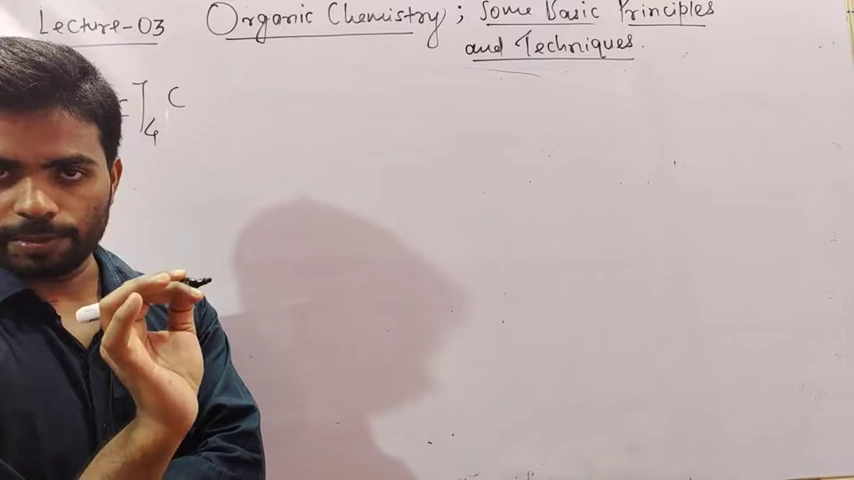 Lecture-03
Organic Chemistry; Some Basic Principles
and Techniques.
]4 C